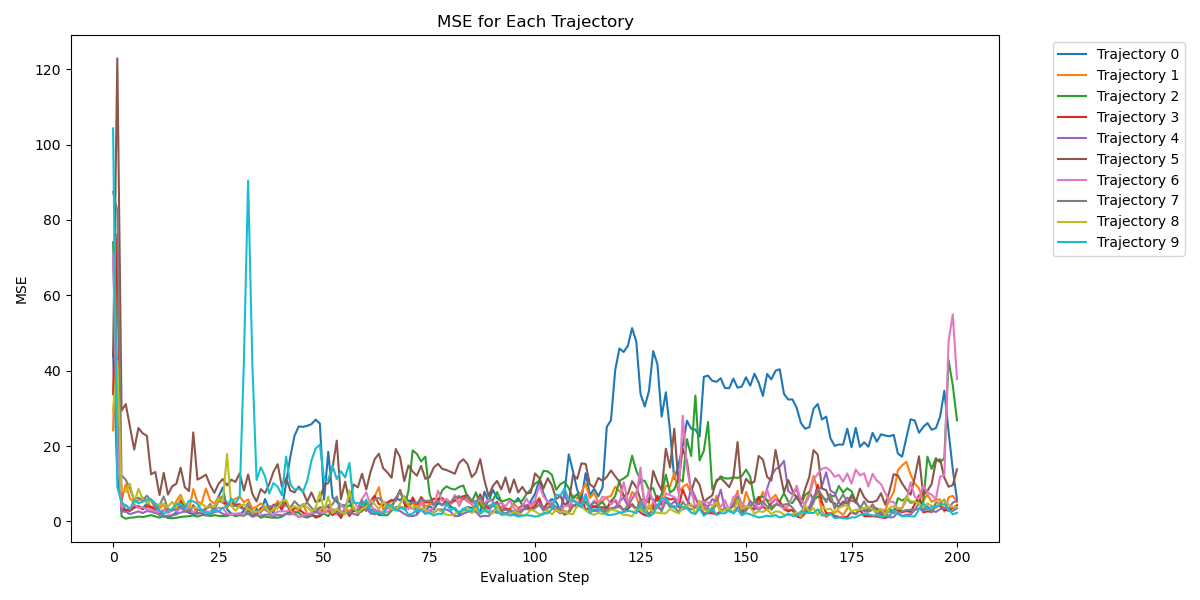 MSE for Each Trajectory
MSE
120
100
80
60
40
20
0
0 25 50 75 100 125 150 175 200
Evaluation Step
Trajectory 0
Trajectory 1
Trajectory 2
Trajectory 3
Trajectory 4
Trajectory 5
Trajectory 6
Trajectory 7
Trajectory 8
Trajectory 9